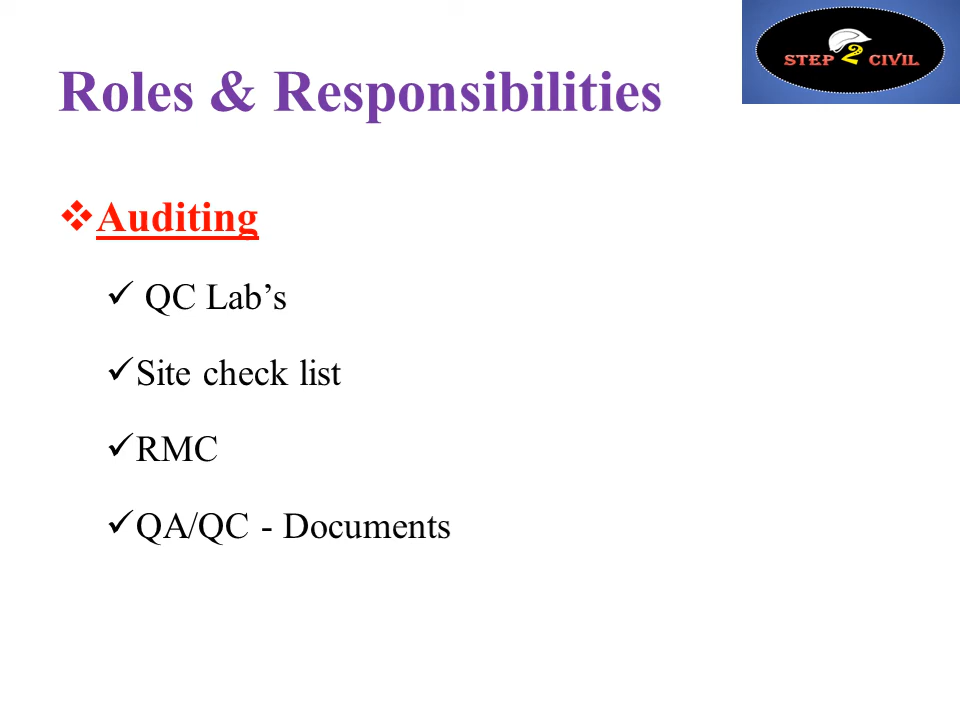 STEP 2 CIVIL
Roles & Responsibilities
Auditing
QC Lab’s
Site check list
RMC
QA/QC - Documents